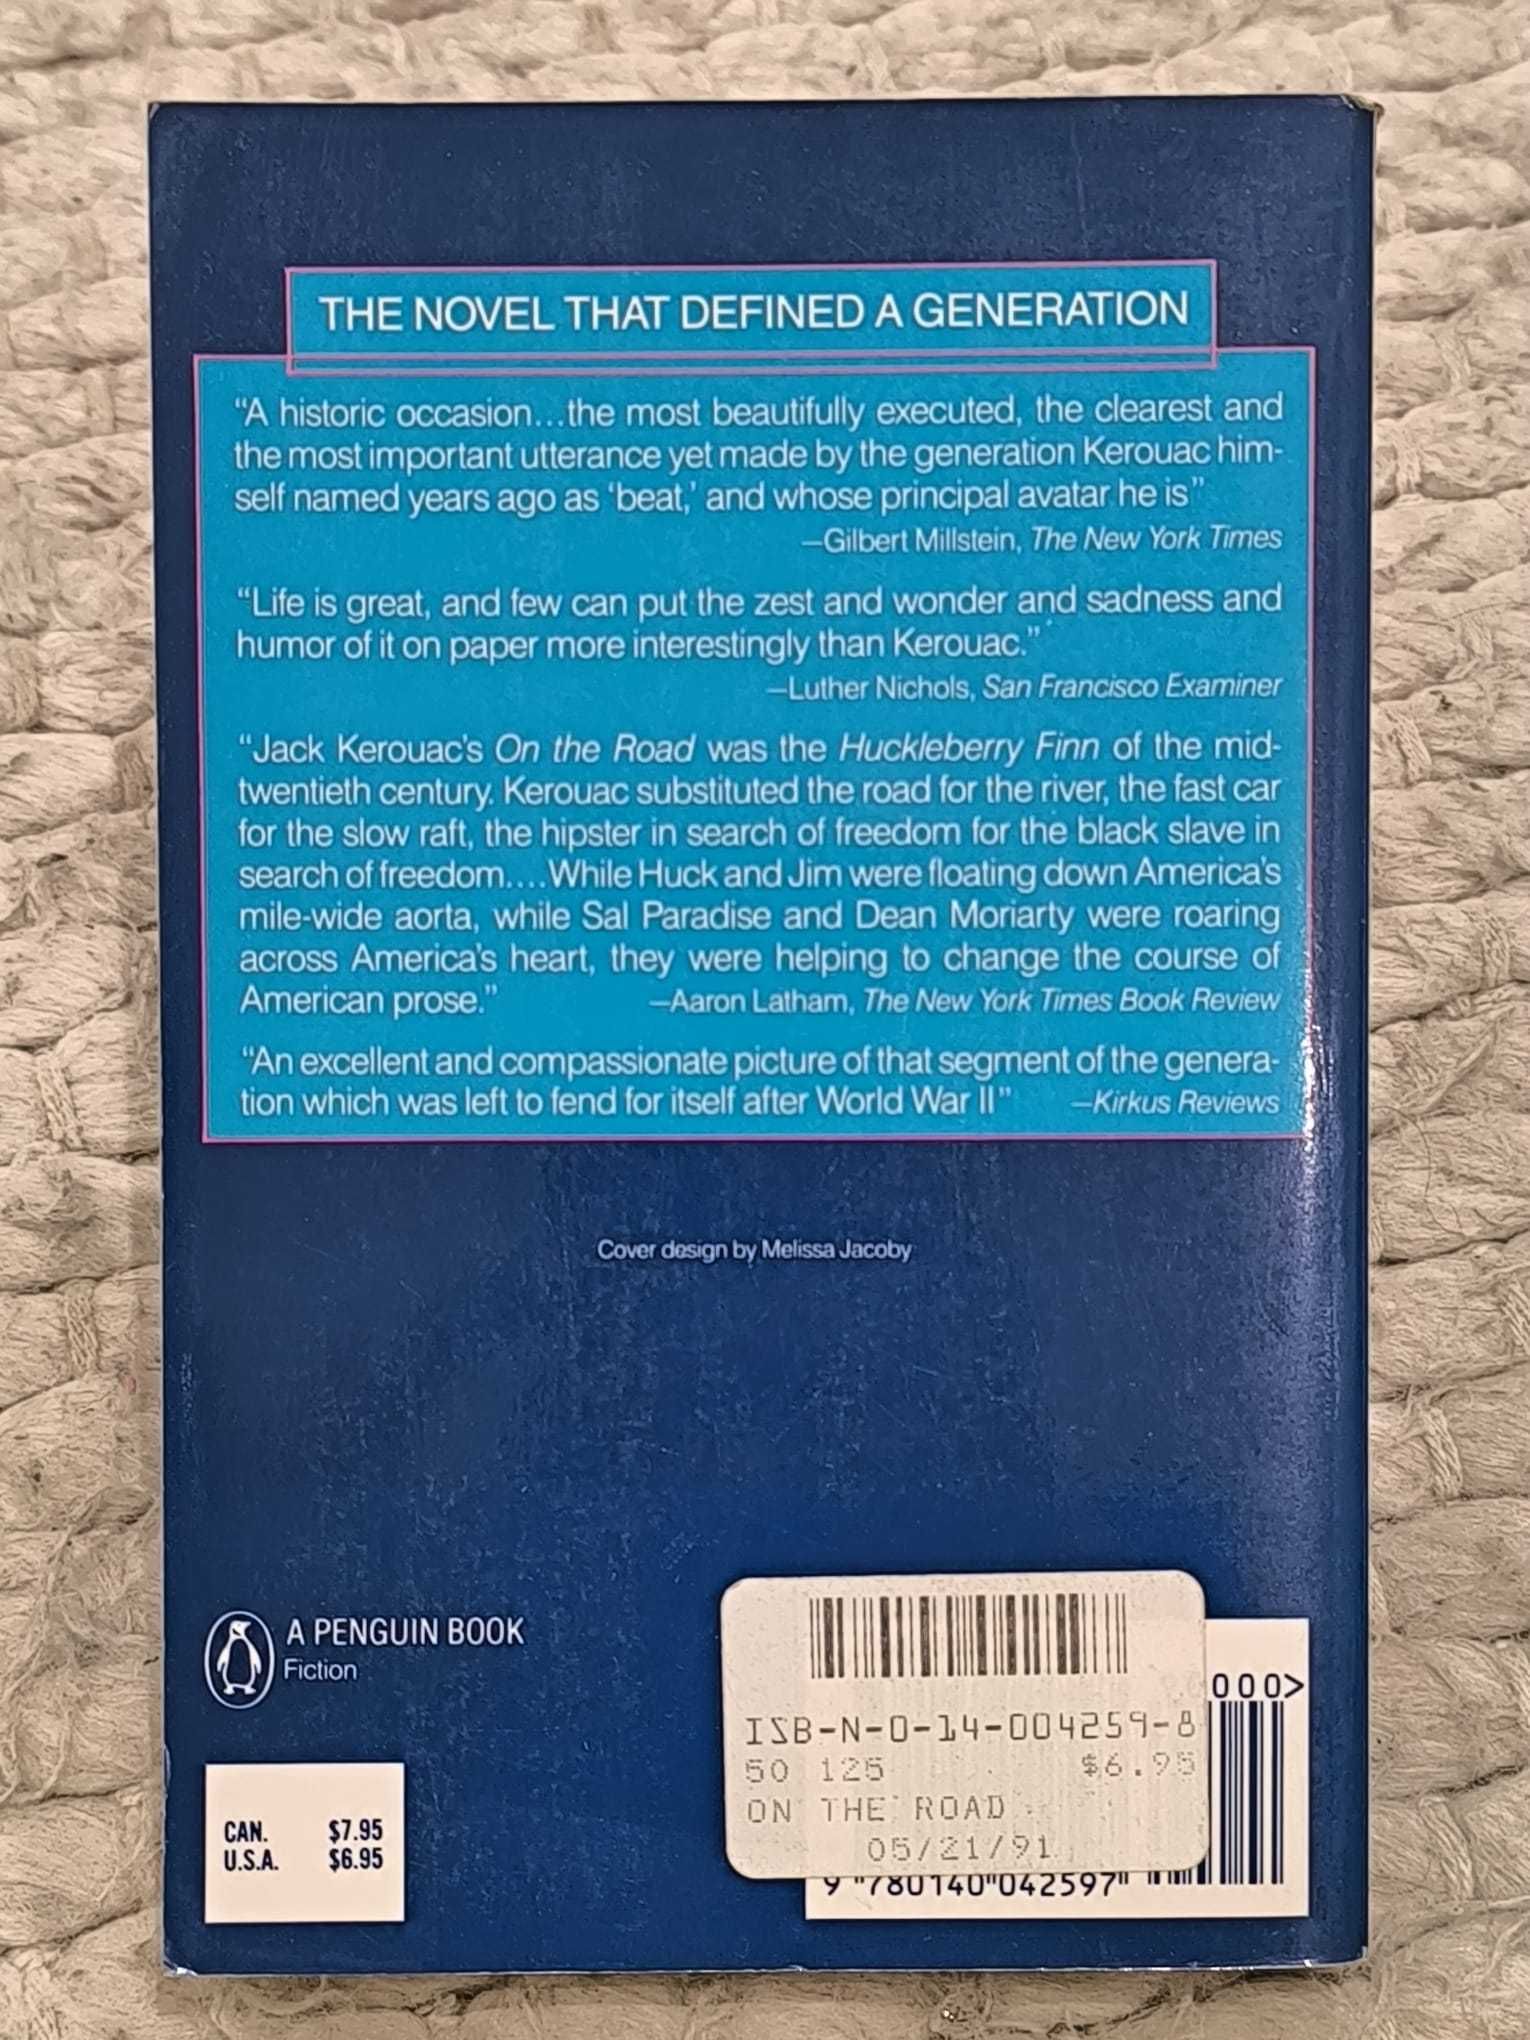 THE NOVEL THAT DEFINED A GENERATION
“A historic occasion...the most beautifully executed, the clearest and
the most important utterance yet made by the generation Kerouac him-
self named years ago as ‘beat,’ and whose principal avatar he is”
—Gilbert Millstein, The New York Times
“Life is great, and few can put the zest and wonder and sadness and
humor of it on paper more interestingly than Kerouac.”
—Luther Nichols, San Francisco Examiner
“Jack Kerouac's On the Road was the Huckleberry Finn of the mid-
twentieth century. Kerouac substituted the road for the river, the fast car
for the slow raft, the hipster in search of freedom for the black slave in
search of freedom....While Huck and Jim were floating down America's
mile-wide aorta, while Sal Paradise and Dean Moriarty were roaring
across America's heart, they were helping to change the course of
American prose.” —Aaron Latham, The New York Times Book Review
“An excellent and compassionate picture of that segment of the genera-
tion which was left to fend for itself after World War II” —Kirkus Reviews
Cover design by Melissa Jacoby
A PENGUIN BOOK
Fiction
CAN. $7.95
U.S.A. $6.95
ISB-N-0-14-004259-8
50 125 $6.95
ON THE ROAD
05/21/91
000>
9 780140 042597